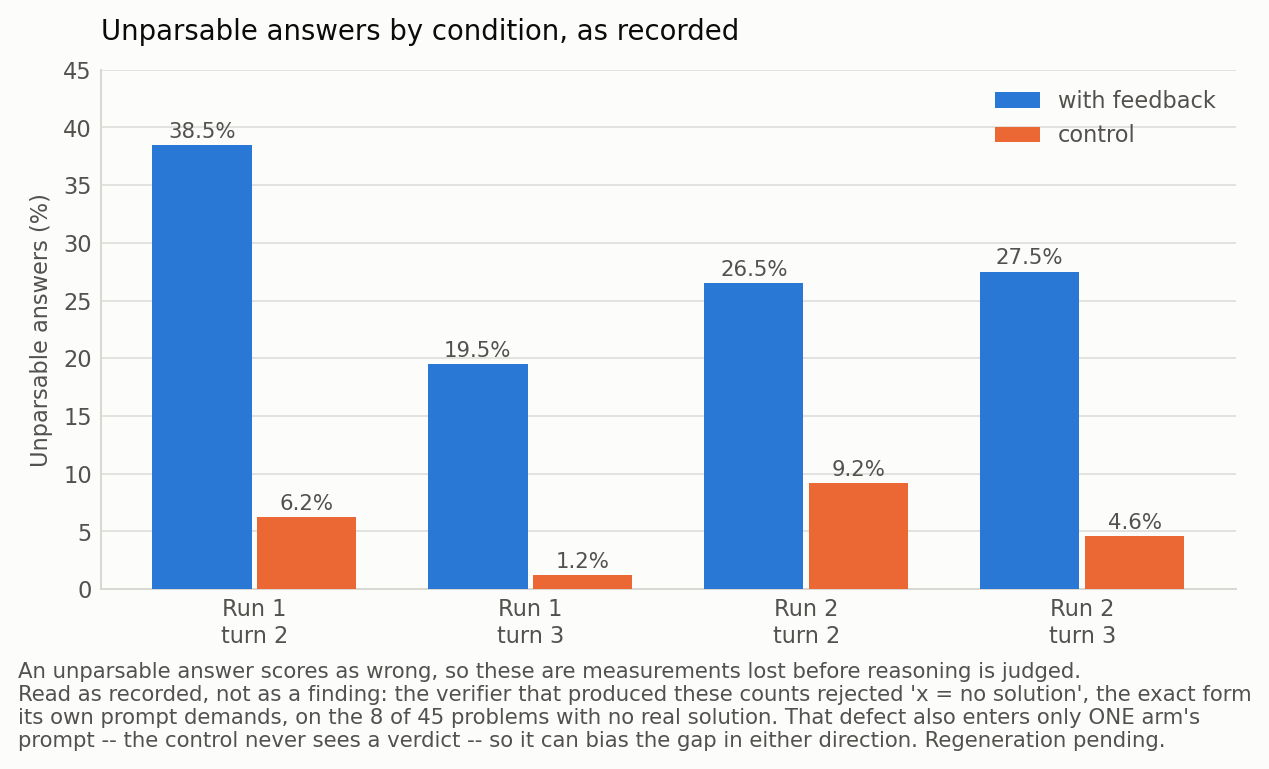 Unparsable answers by condition, as recorded
Unparsable answers (%)
45
40
35
30
25
20
15
10
5
0
with feedback
control
38.5%
6.2%
19.5%
1.2%
26.5%
9.2%
27.5%
4.6%
Run 1
turn 2
Run 1
turn 3
Run 2
turn 2
Run 2
turn 3
An unparsable answer scores as wrong, so these are measurements lost before reasoning is judged.
Read as recorded, not as a finding: the verifier that produced these counts rejected 'x = no solution', the exact form
its own prompt demands, on the 8 of 45 problems with no real solution. That defect also enters only ONE arm's
prompt -- the control never sees a verdict -- so it can bias the gap in either direction. Regeneration pending.